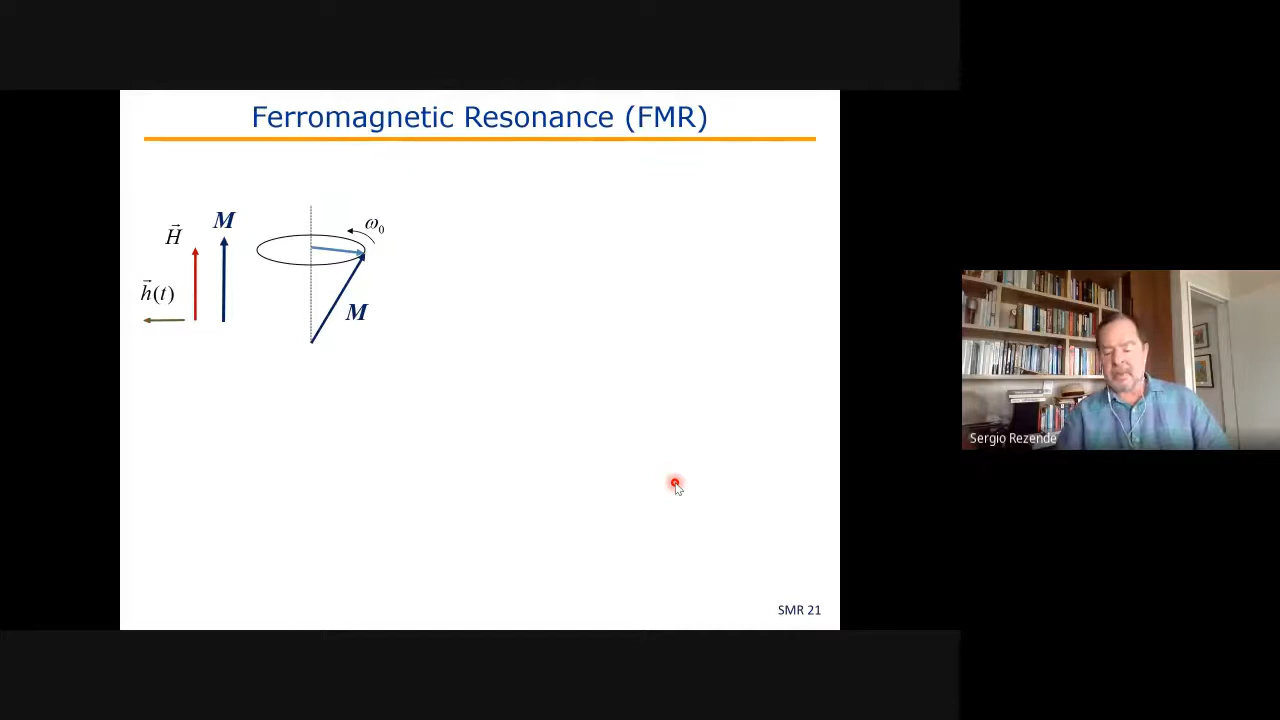 Ferromagnetic Resonance (FMR)
M
H⃗
ω₀
h⃗(t)
M
Sergio Rezende
SMR 21